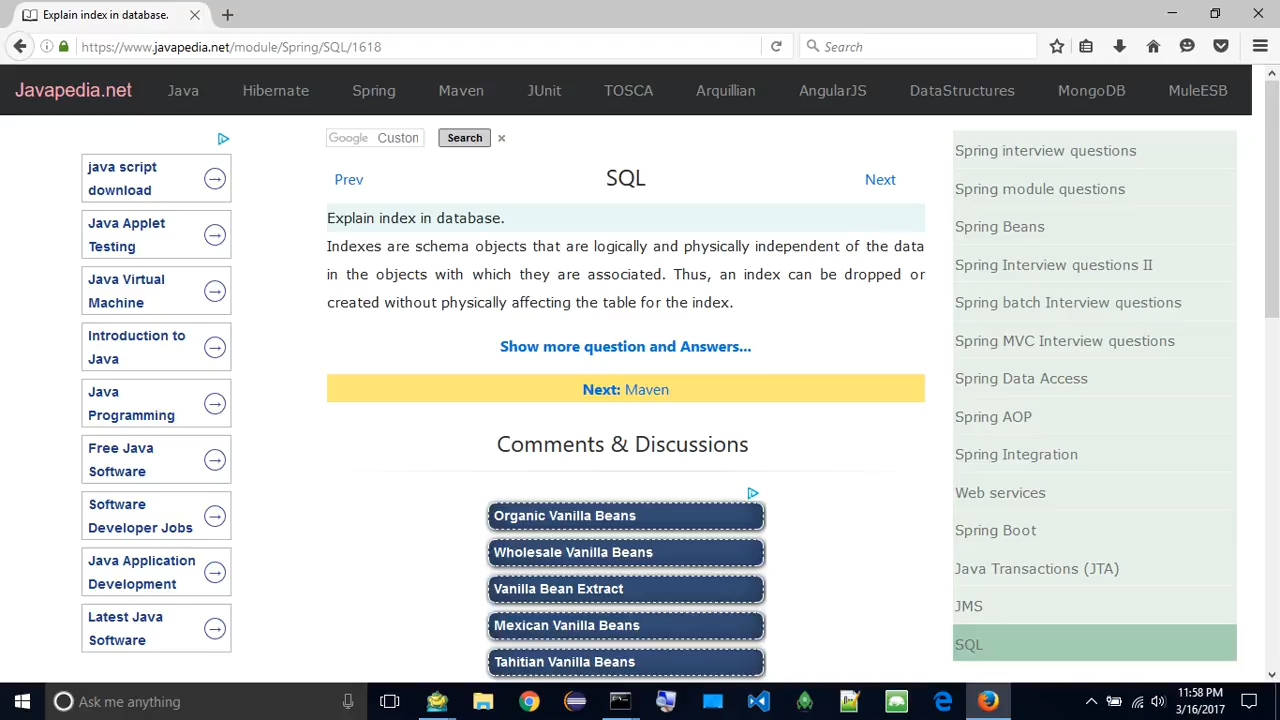 Explain index in database.
https://www.javapedia.net/module/Spring/SQL/1618
Search
Javapedia.net Java Hibernate Spring Maven JUnit TOSCA Arquillian AngularJS DataStructures MongoDB MuleESB
java script
download
Java Applet
Testing
Java Virtual
Machine
Introduction to
Java
Java
Programming
Free Java
Software
Software
Developer Jobs
Java Application
Development
Latest Java
Software
Google Custom Search
Prev SQL Next
Explain index in database.
Indexes are schema objects that are logically and physically independent of the data
in the objects with which they are associated. Thus, an index can be dropped or
created without physically affecting the table for the index.
Show more question and Answers...
Next: Maven
Comments & Discussions
Organic Vanilla Beans
Wholesale Vanilla Beans
Vanilla Bean Extract
Mexican Vanilla Beans
Tahitian Vanilla Beans
Spring interview questions
Spring module questions
Spring Beans
Spring Interview questions II
Spring batch Interview questions
Spring MVC Interview questions
Spring Data Access
Spring AOP
Spring Integration
Web services
Spring Boot
Java Transactions (JTA)
JMS
SQL
Ask me anything
11:58 PM
3/16/2017